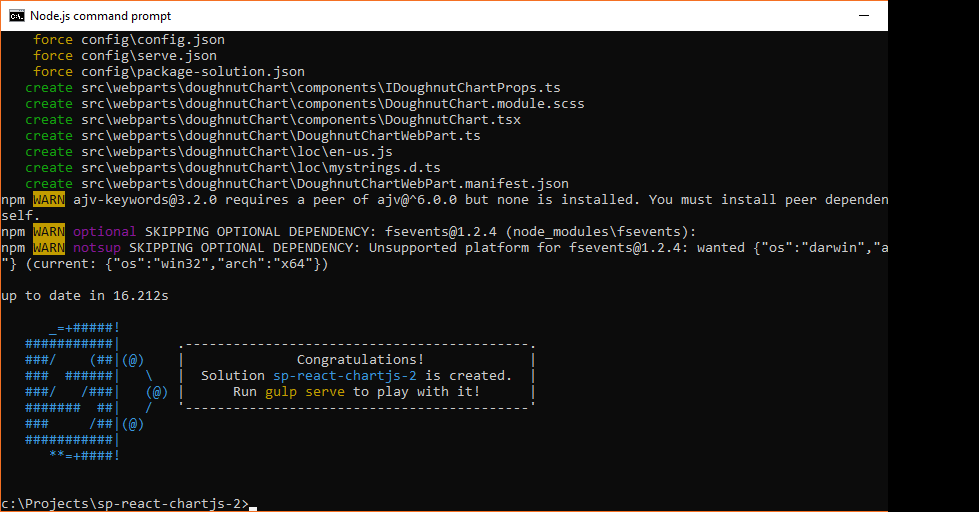 Node.js command prompt
force config\config.json
force config\serve.json
force config\package-solution.json
create src\webparts\doughnutChart\components\IDoughnutChartProps.ts
create src\webparts\doughnutChart\components\DoughnutChart.module.scss
create src\webparts\doughnutChart\components\DoughnutChart.tsx
create src\webparts\doughnutChart\DoughnutChartWebPart.ts
create src\webparts\doughnutChart\loc\en-us.js
create src\webparts\doughnutChart\loc\mystrings.d.ts
create src\webparts\doughnutChart\DoughnutChartWebPart.manifest.json
npm WARN ajv-keywords@3.2.0 requires a peer of ajv@^6.0.0 but none is installed. You must install peer dependen
self.
npm WARN optional SKIPPING OPTIONAL DEPENDENCY: fsevents@1.2.4 (node_modules\fsevents):
npm WARN notsup SKIPPING OPTIONAL DEPENDENCY: Unsupported platform for fsevents@1.2.4: wanted {"os":"darwin","a
"} (current: {"os":"win32","arch":"x64"})
up to date in 16.212s
      _=+#####!
   ###########|      .-------------------------------------------.
   ###/    (##|(@)    |              Congratulations!             |
   ###  ######|   \   |  Solution sp-react-chartjs-2 is created.  |
   ###/   /###|   (@) |      Run gulp serve to play with it!      |
   #######  ##|   /   '-------------------------------------------'
   ###     /##|(@)
   ###########|
      **=+####!
c:\Projects\sp-react-chartjs-2>